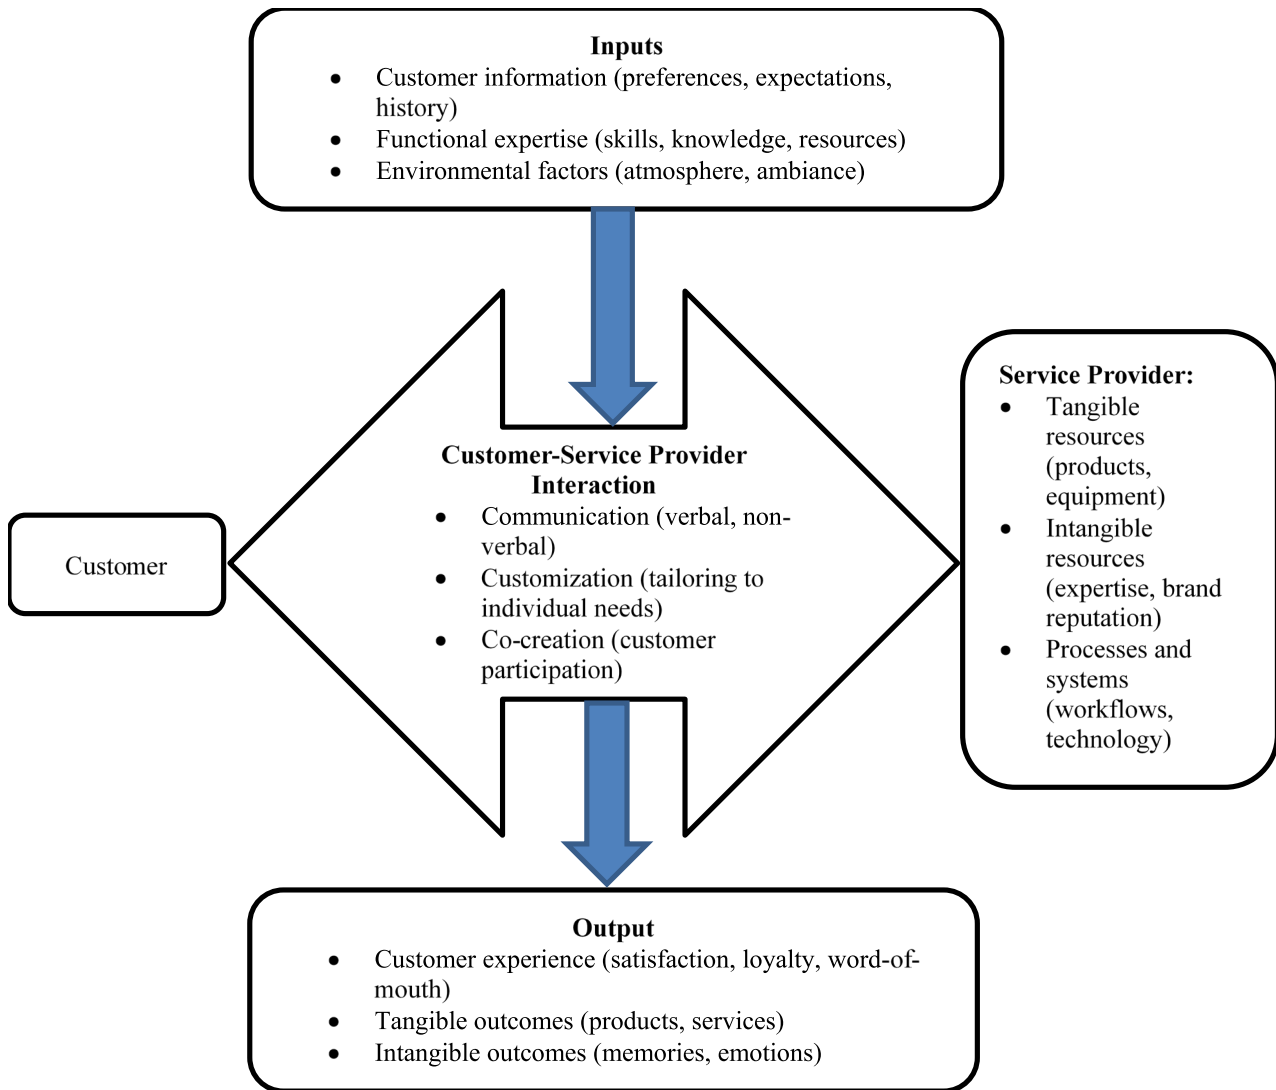 Inputs
• Customer information (preferences, expectations,
history)
• Functional expertise (skills, knowledge, resources)
• Environmental factors (atmosphere, ambiance)
Customer-Service Provider
Interaction
• Communication (verbal, non-
verbal)
• Customization (tailoring to
individual needs)
• Co-creation (customer
participation)
Customer
Service Provider:
• Tangible
resources
(products,
equipment)
• Intangible
resources
(expertise, brand
reputation)
• Processes and
systems
(workflows,
technology)
Output
• Customer experience (satisfaction, loyalty, word-of-
mouth)
• Tangible outcomes (products, services)
• Intangible outcomes (memories, emotions)